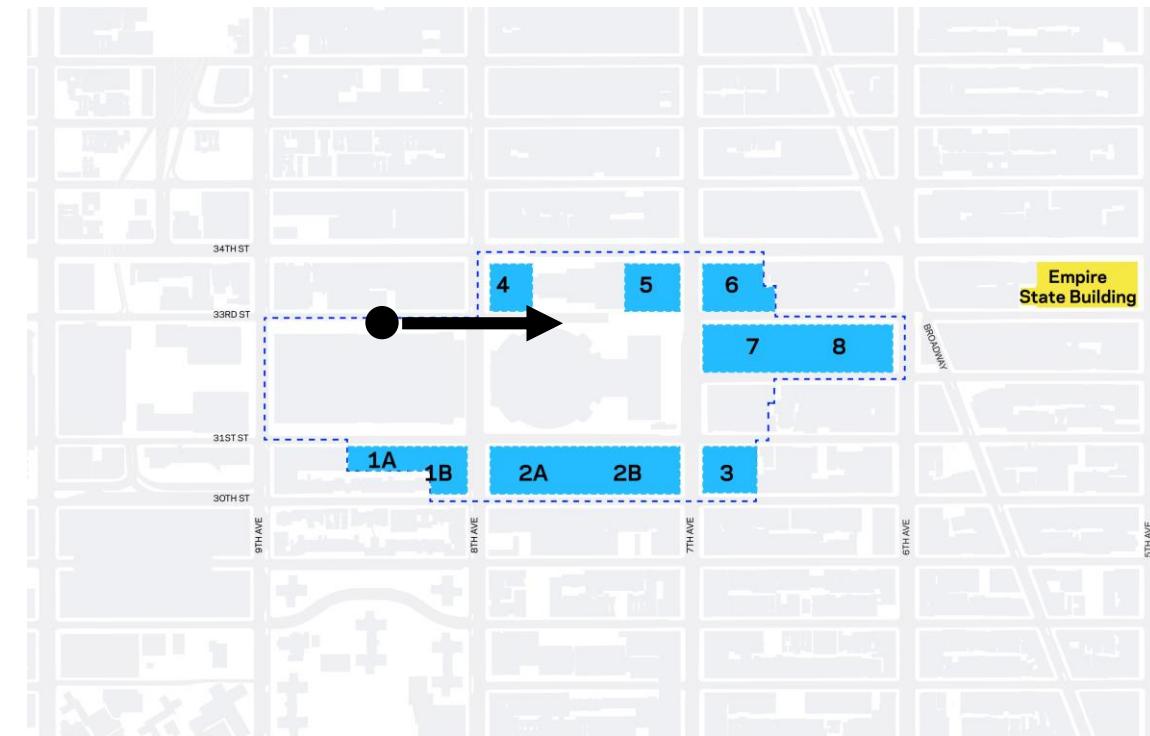 34TH ST
4
5
6
Empire
State Building
33RD ST
7
8
BROADWAY
31ST ST
1A
1B
2A
2B
3
30TH ST
9TH AVE
8TH AVE
7TH AVE
6TH AVE
5TH AVE